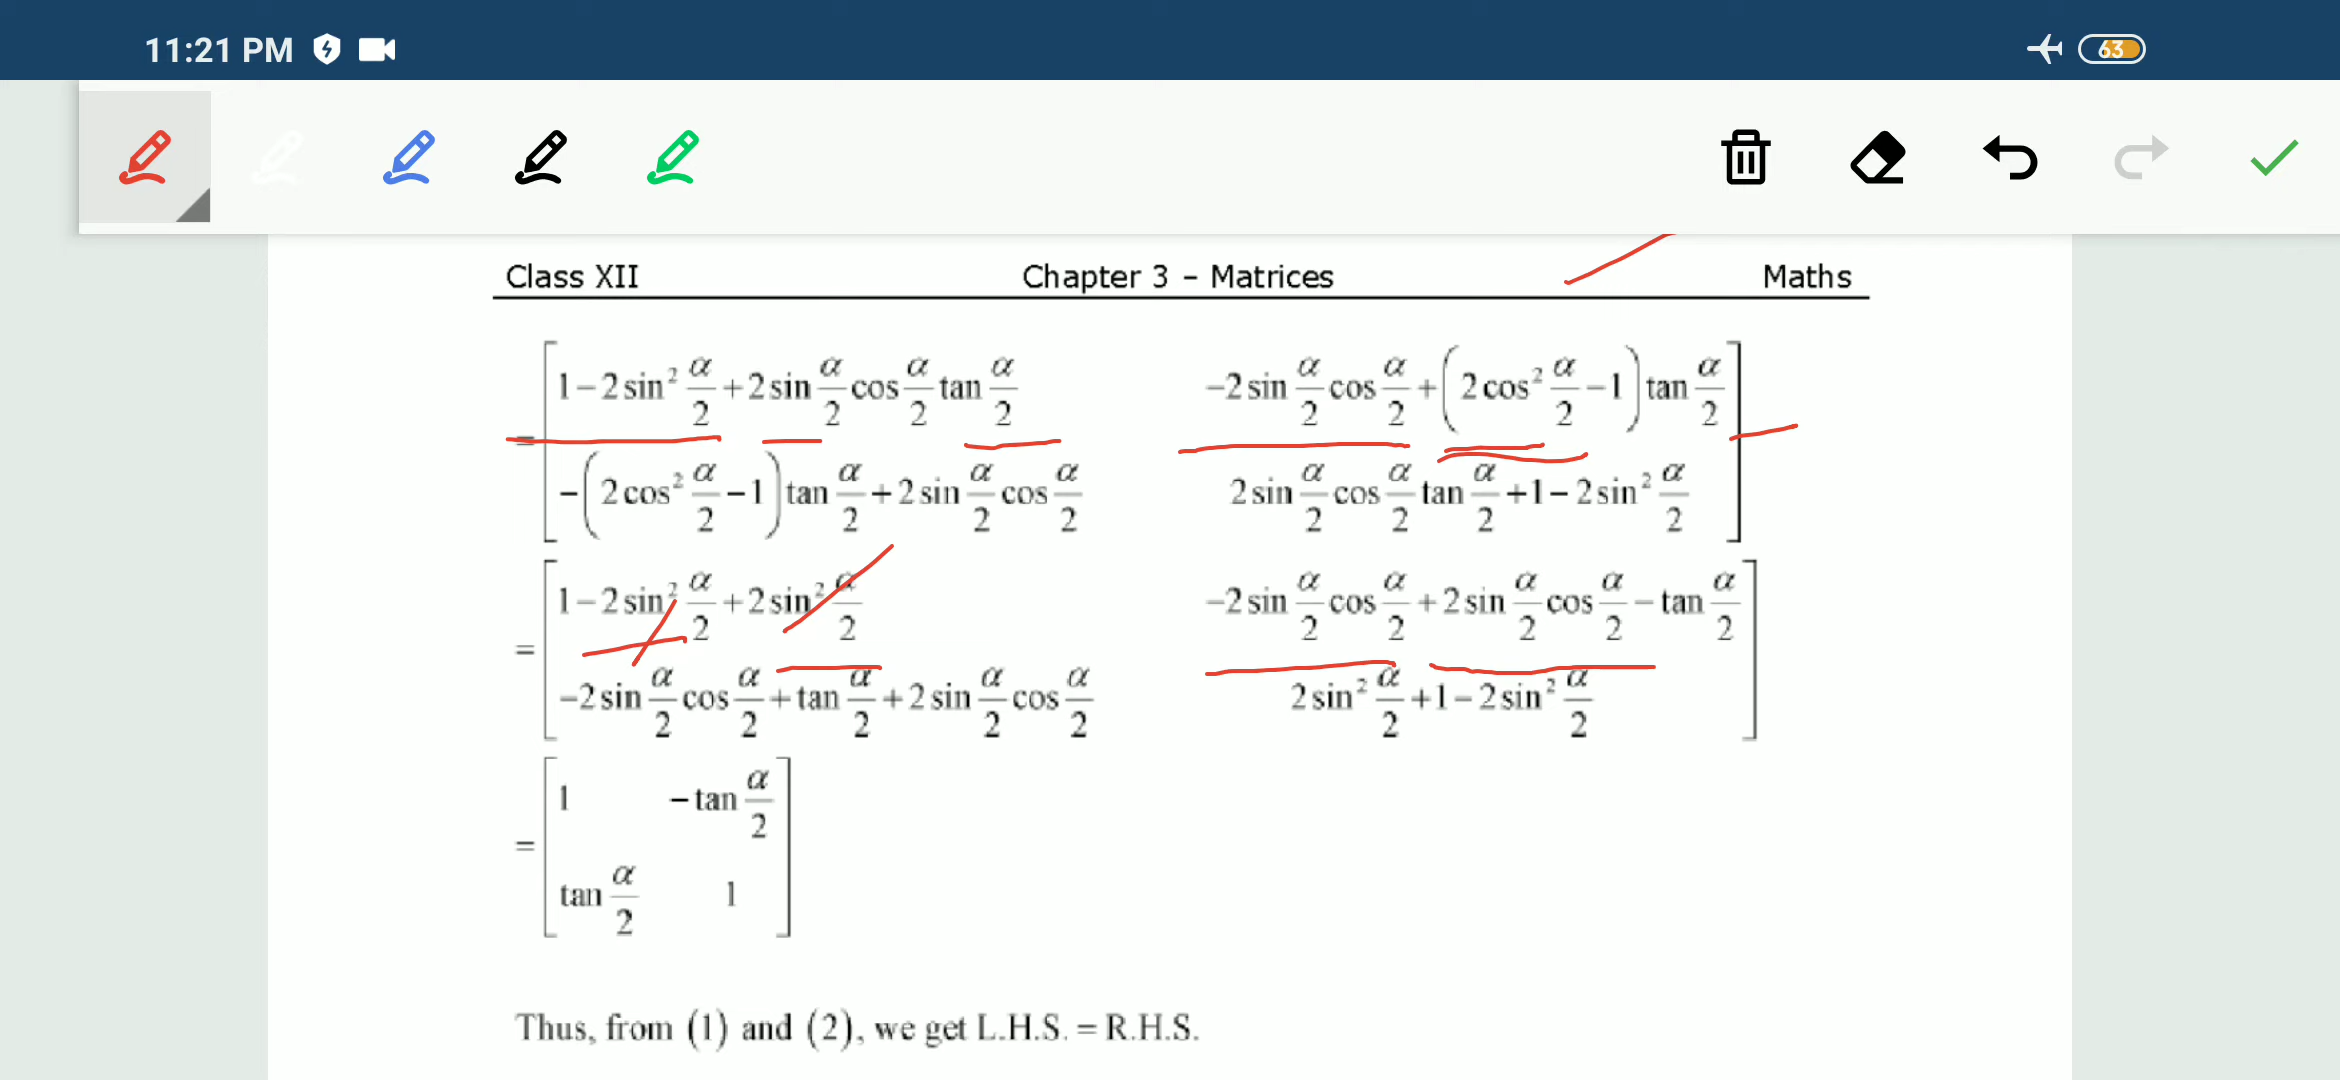 11:21 PM 63
Class XII Chapter 3 – Matrices Maths
= [ 1 − 2 sin² α/2 + 2 sin α/2 cos α/2 tan α/2    −2 sin α/2 cos α/2 + (2 cos² α/2 − 1) tan α/2
−(2 cos² α/2 − 1) tan α/2 + 2 sin α/2 cos α/2    2 sin α/2 cos α/2 tan α/2 + 1 − 2 sin² α/2 ]
= [ 1 − 2 sin² α/2 + 2 sin² α/2    −2 sin α/2 cos α/2 + 2 sin α/2 cos α/2 − tan α/2
−2 sin α/2 cos α/2 + tan α/2 + 2 sin α/2 cos α/2    2 sin² α/2 + 1 − 2 sin² α/2 ]
= [ 1    − tan α/2
tan α/2    1 ]
Thus, from (1) and (2), we get L.H.S. = R.H.S.